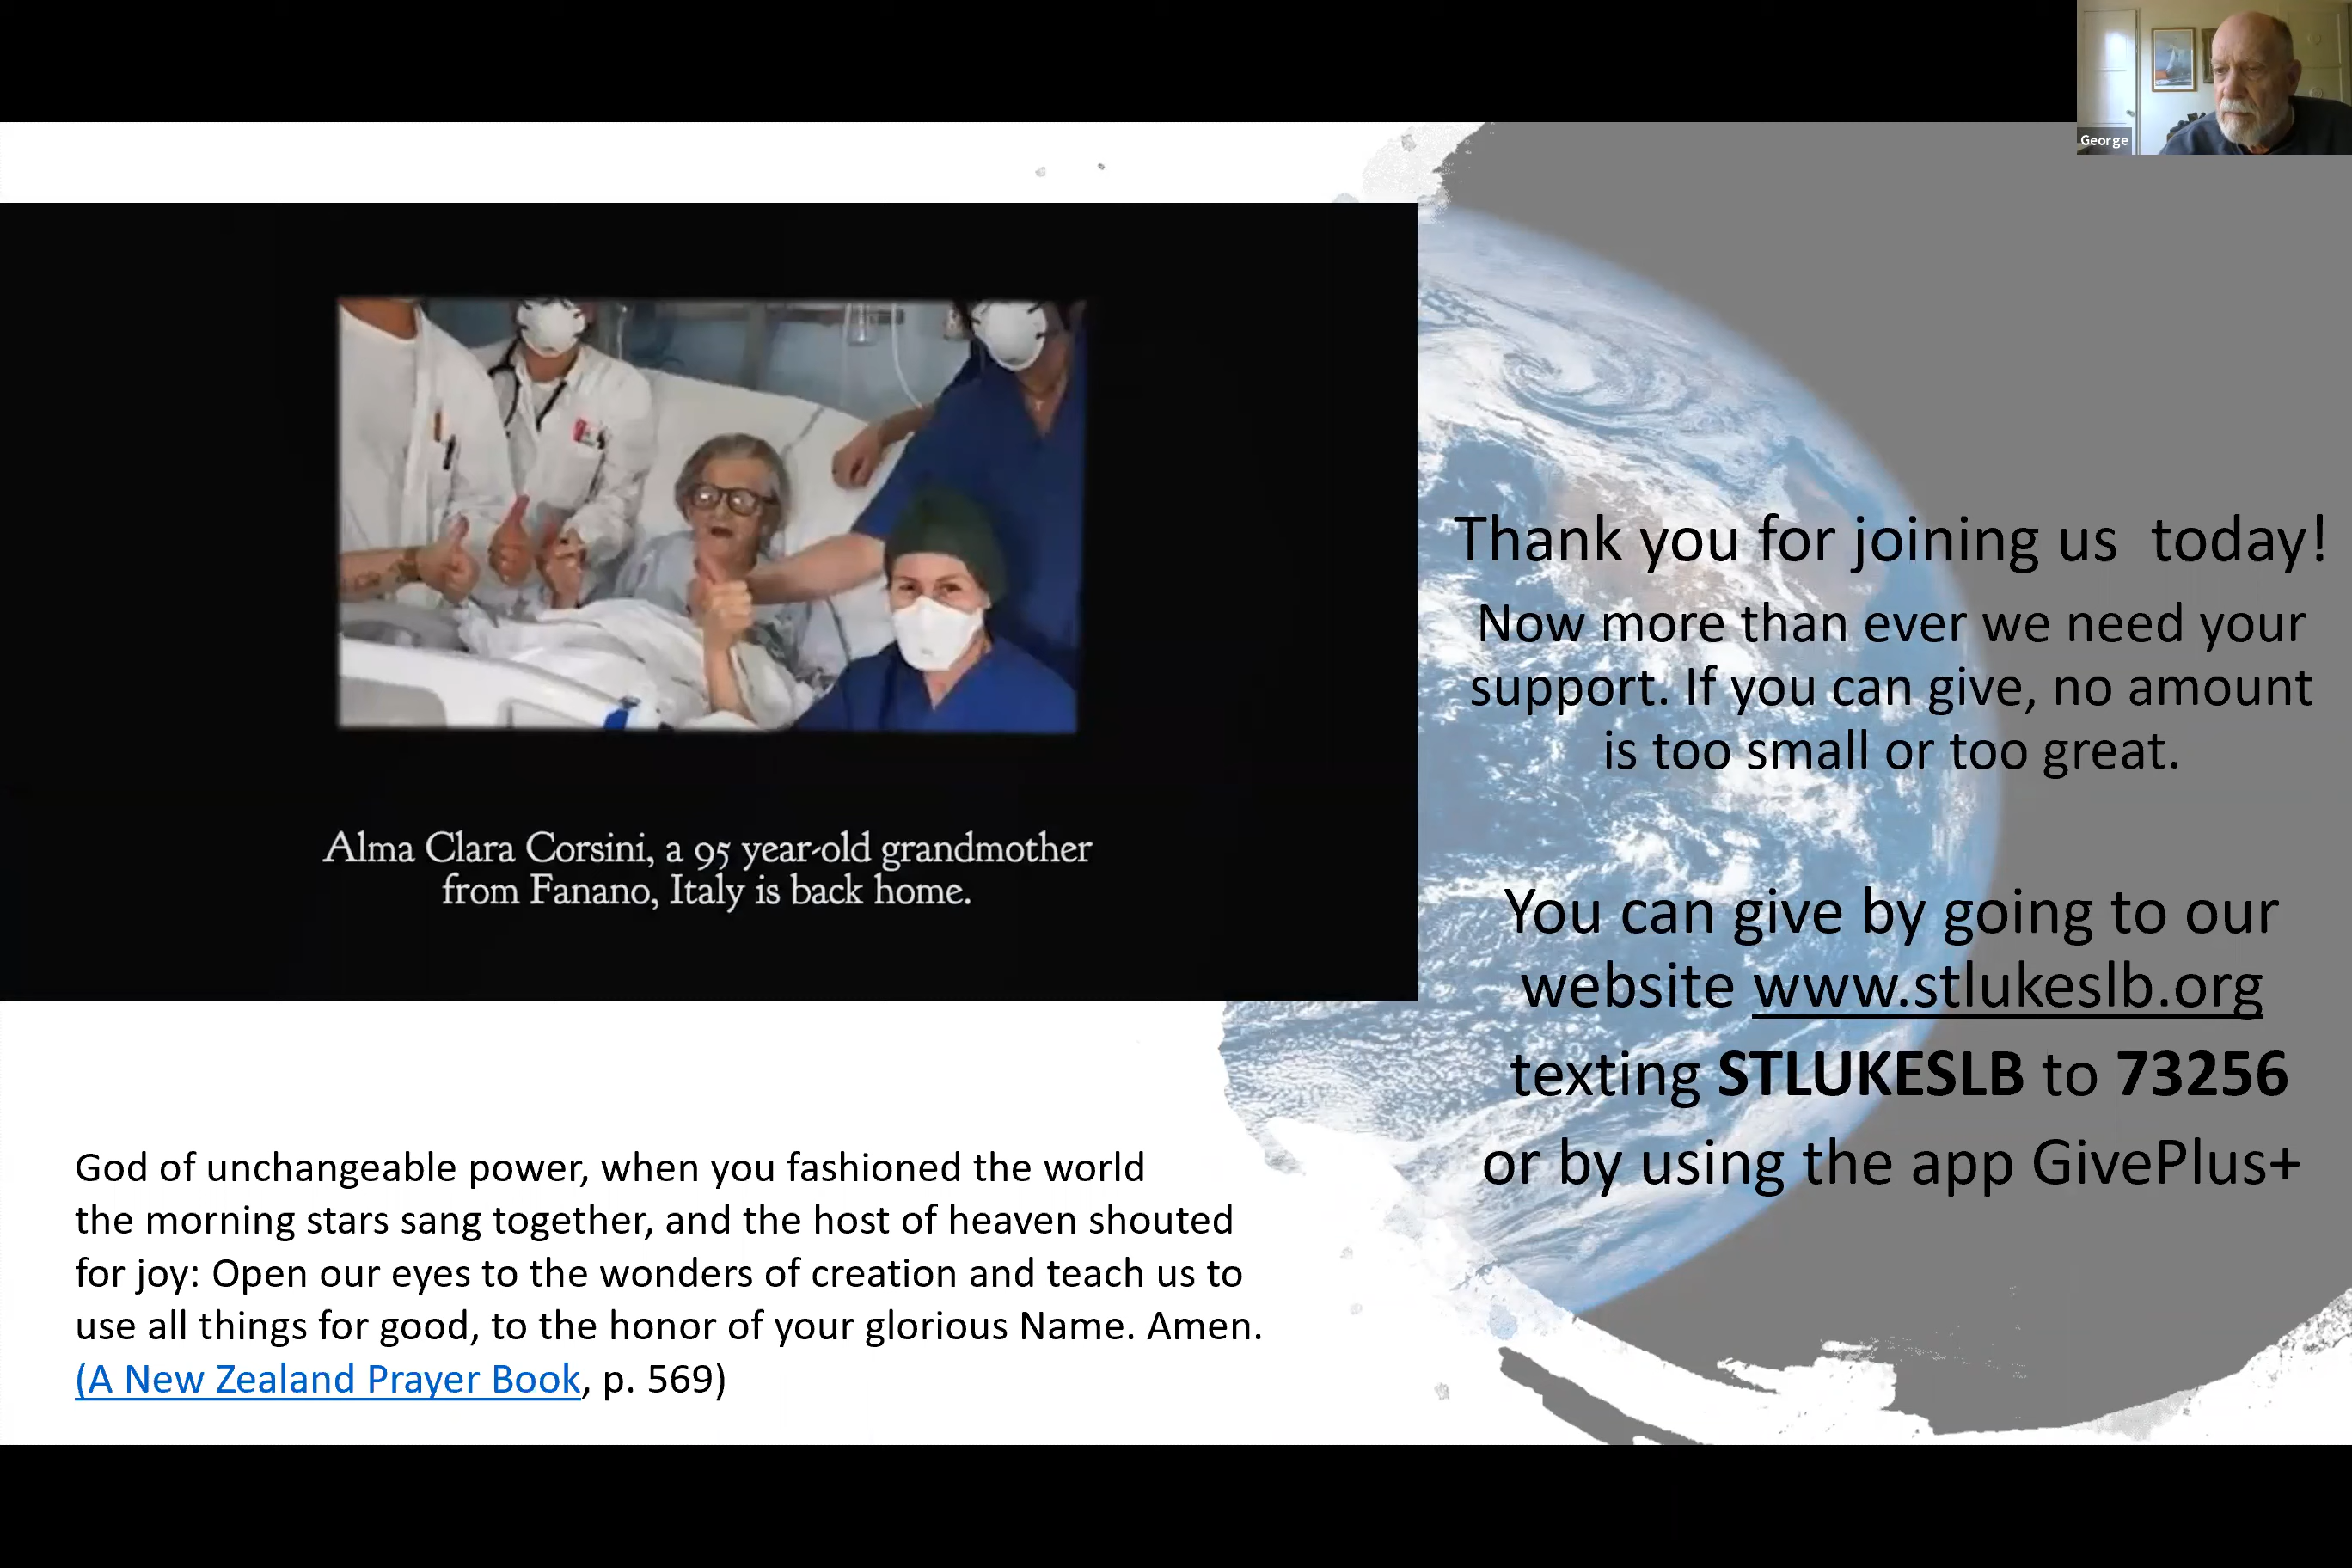 George
Alma Clara Corsini, a 95 year-old grandmother
from Fanano, Italy is back home.
Thank you for joining us  today!
Now more than ever we need your
support. If you can give, no amount
is too small or too great.
You can give by going to our
website www.stlukeslb.org
texting STLUKESLB to 73256
or by using the app GivePlus+
God of unchangeable power, when you fashioned the world
the morning stars sang together, and the host of heaven shouted
for joy: Open our eyes to the wonders of creation and teach us to
use all things for good, to the honor of your glorious Name. Amen.
(A New Zealand Prayer Book, p. 569)